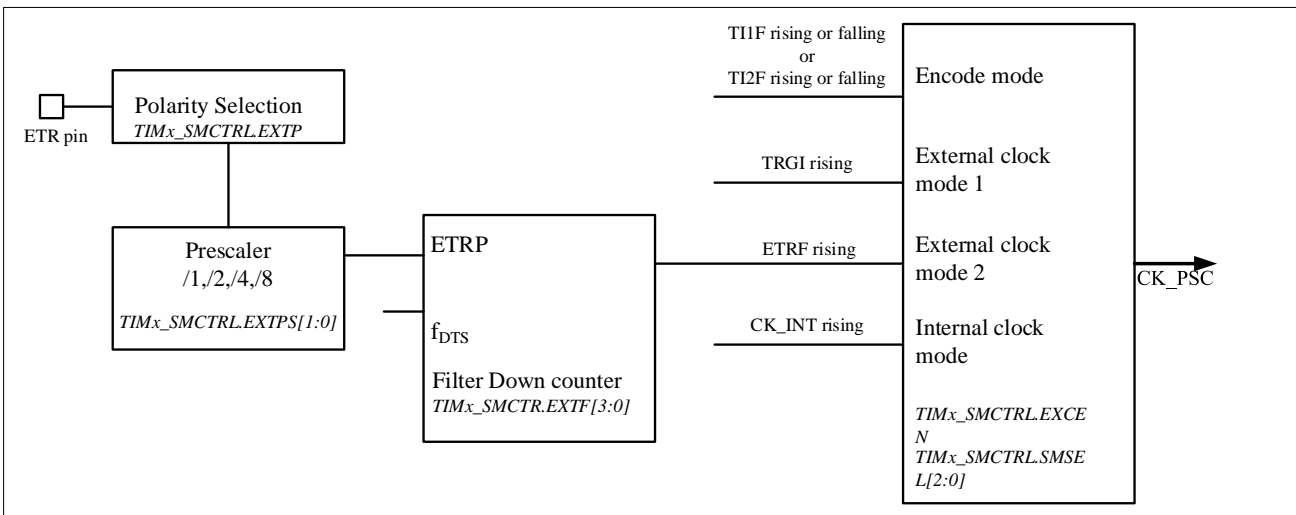 TI1F rising or falling
or
TI2F rising or falling
Encode mode
Polarity Selection
TIMx_SMCTRL.EXTP
ETR pin
TRGI rising
External clock
mode 1
Prescaler
/1,/2,/4,/8
TIMx_SMCTRL.EXTPS[1:0]
ETRP
fDTS
Filter Down counter
TIMx_SMCTR.EXTF[3:0]
ETRF rising
External clock
mode 2
CK_PSC
CK_INT rising
Internal clock
mode
TIMx_SMCTRL.EXCE
N
TIMx_SMCTRL.SMSE
L[2:0]